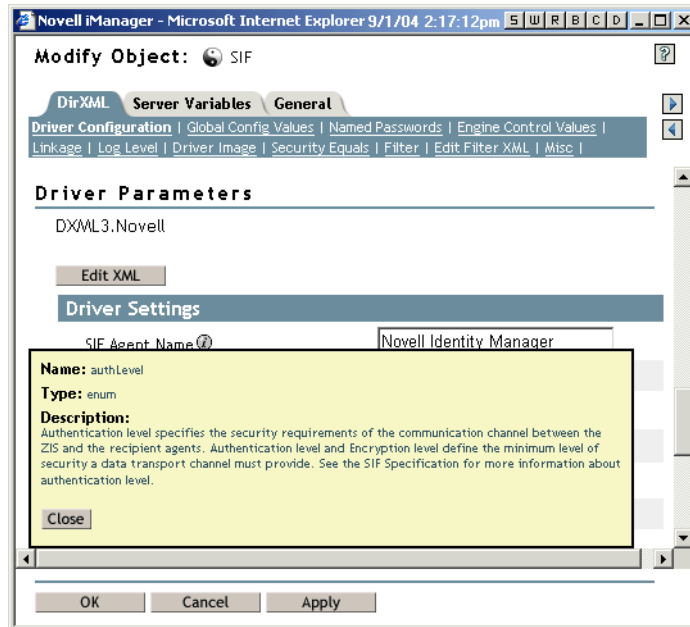 Novell iManager - Microsoft Internet Explorer 9/1/04 2:17:12pm S W R B C D
Modify Object: SIF
?
DirXML Server Variables General
Driver Configuration | Global Config Values | Named Passwords | Engine Control Values |
Linkage | Log Level | Driver Image | Security Equals | Filter | Edit Filter XML | Misc |
Driver Parameters
DXML3.Novell
Edit XML
Driver Settings
SIF Agent Name Novell Identity Manager
Name: authLevel
Type: enum
Description:
Authentication level specifies the security requirements of the communication channel between the
ZIS and the recipient agents. Authentication level and Encryption level define the minimum level of
security a data transport channel must provide. See the SIF Specification for more information about
authentication level.
Close
OK Cancel Apply